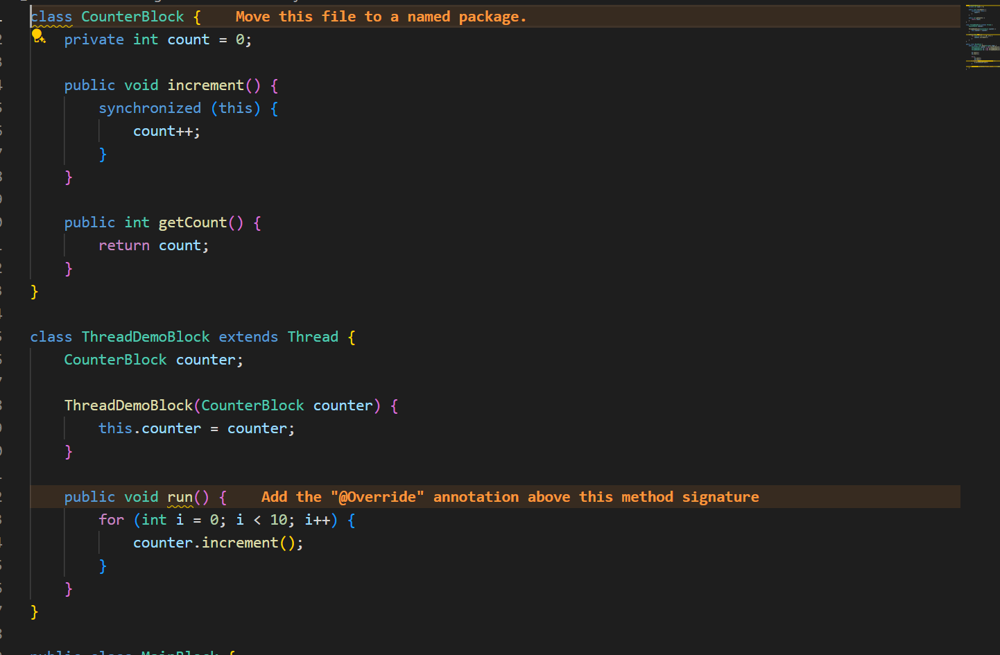 class CounterBlock {    Move this file to a named package.
    private int count = 0;

    public void increment() {
        synchronized (this) {
            count++;
        }
    }

    public int getCount() {
        return count;
    }
}

class ThreadDemoBlock extends Thread {
    CounterBlock counter;

    ThreadDemoBlock(CounterBlock counter) {
        this.counter = counter;
    }

    public void run() {    Add the "@Override" annotation above this method signature
        for (int i = 0; i < 10; i++) {
            counter.increment();
        }
    }
}

public class MainBlock {